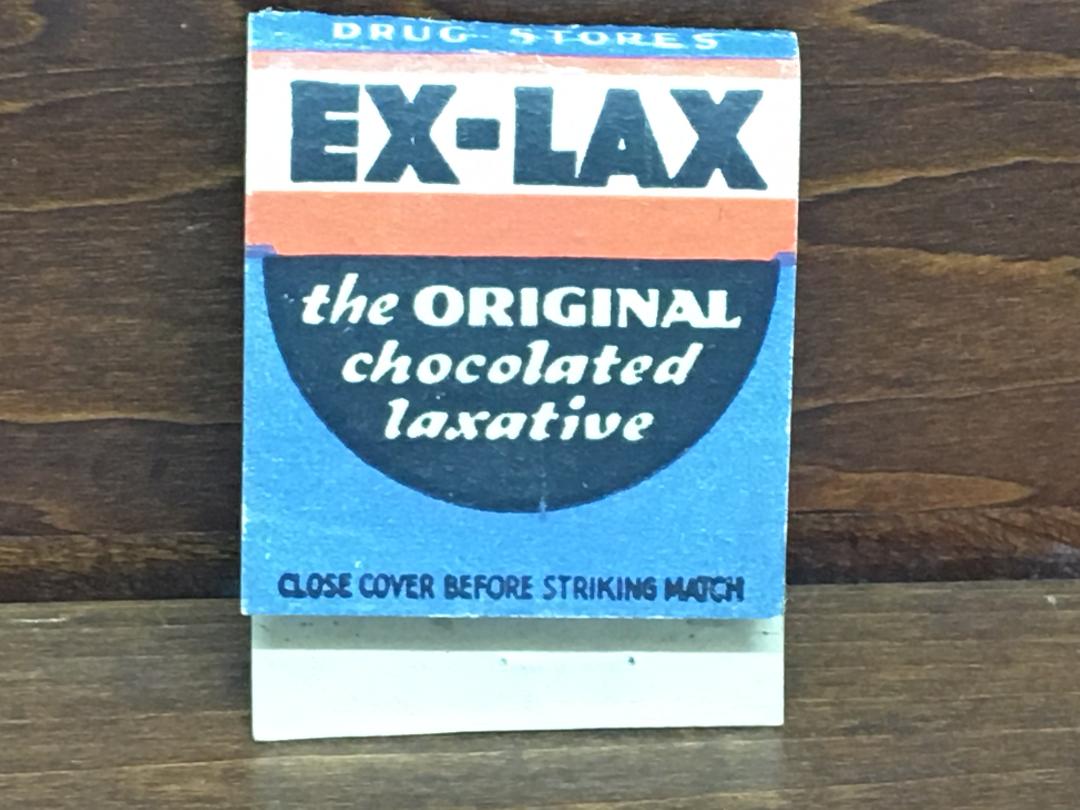 DRUG STORES
EX-LAX
the ORIGINAL
chocolated
laxative
CLOSE COVER BEFORE STRIKING MATCH